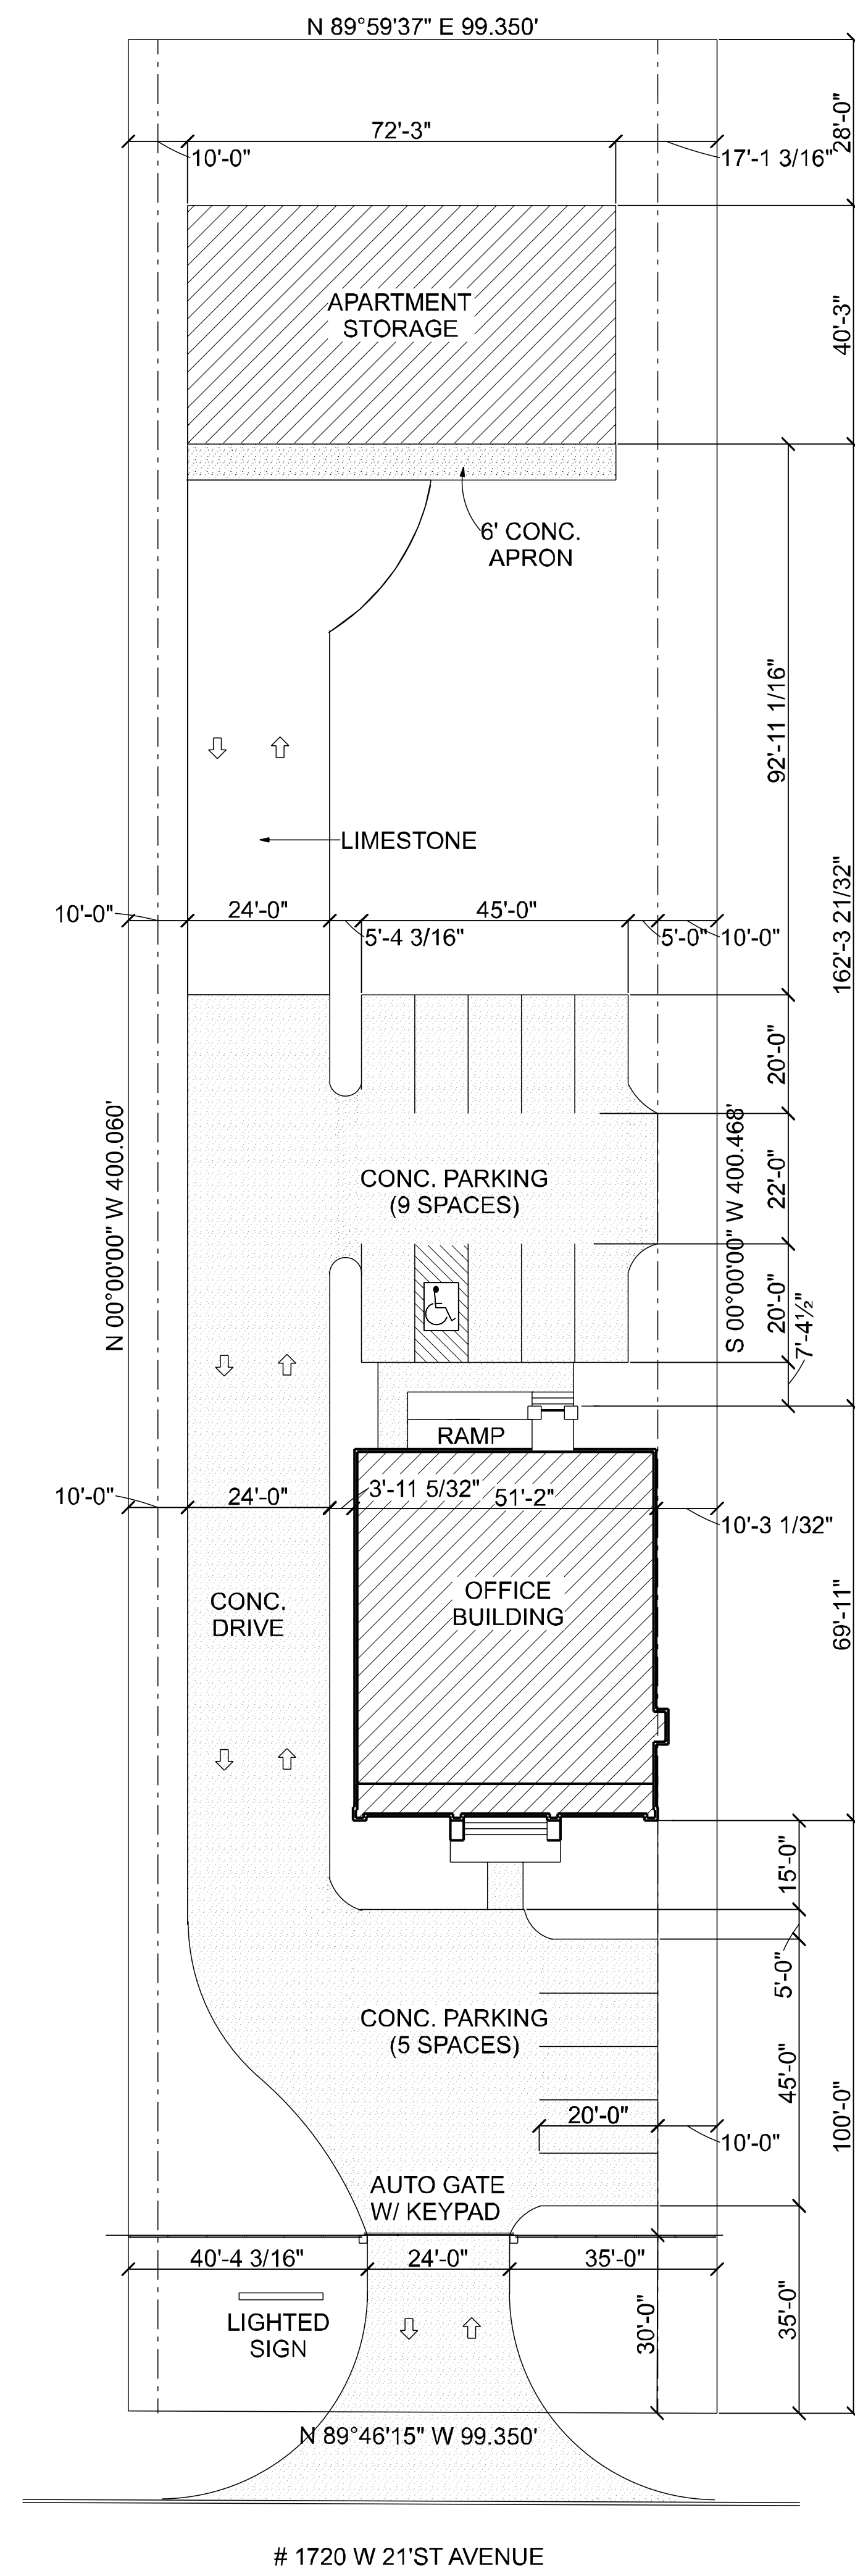 N 89°59'37" E 99.350'
28'-0"
72'-3"
10'-0"
17'-1 3/16"
APARTMENT
STORAGE
40'-3"
6' CONC.
APRON
92'-11 1/16"
LIMESTONE
162'-3 21/32"
10'-0"
24'-0"
45'-0"
5'-4 3/16"
5'-0"
10'-0"
20'-0"
N 00°00'00" W 400.060'
S 00°00'00" W 400.468'
CONC. PARKING
(9 SPACES)
22'-0"
20'-0"
7'-4½"
RAMP
10'-0"
24'-0"
3'-11 5/32"
51'-2"
10'-3 1/32"
OFFICE
BUILDING
CONC.
DRIVE
69'-11"
15'-0"
5'-0"
CONC. PARKING
(5 SPACES)
45'-0"
100'-0"
20'-0"
10'-0"
AUTO GATE
W/ KEYPAD
40'-4 3/16"
24'-0"
35'-0"
LIGHTED
SIGN
30'-0"
35'-0"
N 89°46'15" W 99.350'
# 1720 W 21'ST AVENUE